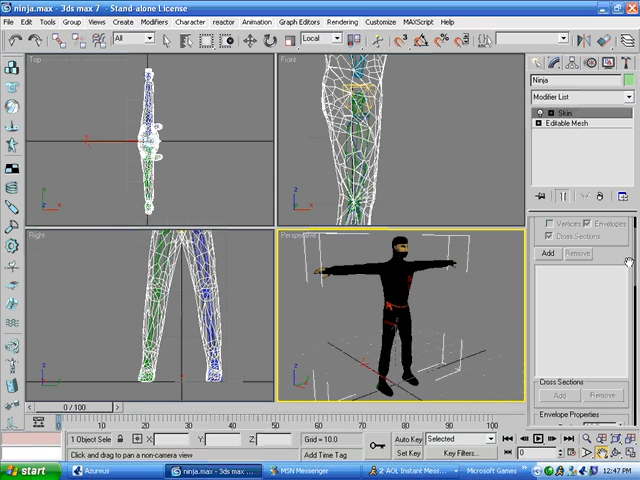 ninja.max - 3ds max 7 - Stand-alone License
File Edit Tools Group Views Create Modifiers Character reactor Animation Graph Editors Rendering Customize MAXScript Help
All Local
Top
Front
Right
Perspective
Ninja
Modifier List
Skin
Editable Mesh
Vertices Envelopes
Cross Sections
Add Remove
Cross Sections
Add Remove
Envelope Properties
0 / 100
0 10 20 30 40 50 60 70 80 90 100
1 Object Sele X: Y: Z: Grid = 10.0 Auto Key Selected
Click and drag to pan a non-camera view Add Time Tag Set Key Key Filters... 0
start Azureus ninja.max - 3ds max ... MSN Messenger AOL Instant Mess... Microsoft Games 12:47 PM